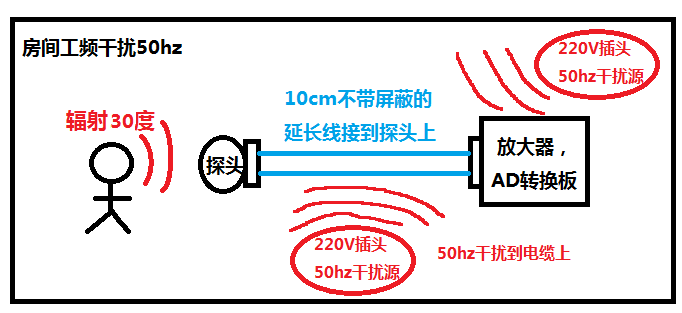 房间工频干扰50hz
220V插头
50hz干扰源
10cm不带屏蔽的
延长线接到探头上
辐射30度
探头
放大器，
AD转换板
220V插头
50hz干扰源
50hz干扰到电缆上